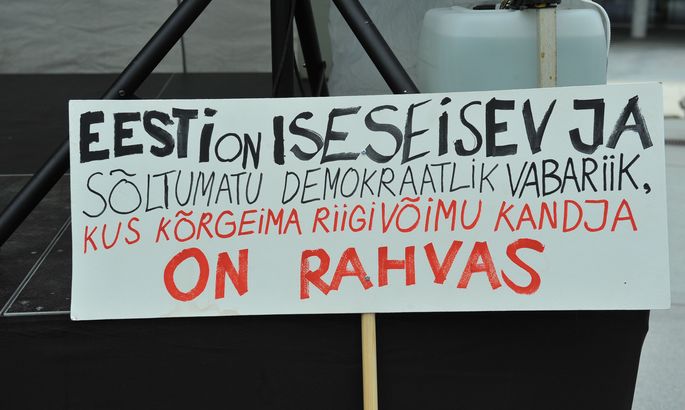 EESTi ON ISESEiSEV JA
SÕLTUMATU DEMOKRAATLIK VABARiiK,
KUS KÕRGEiMA RIIGIVÕIMU KANDJA
ON RAHVAS